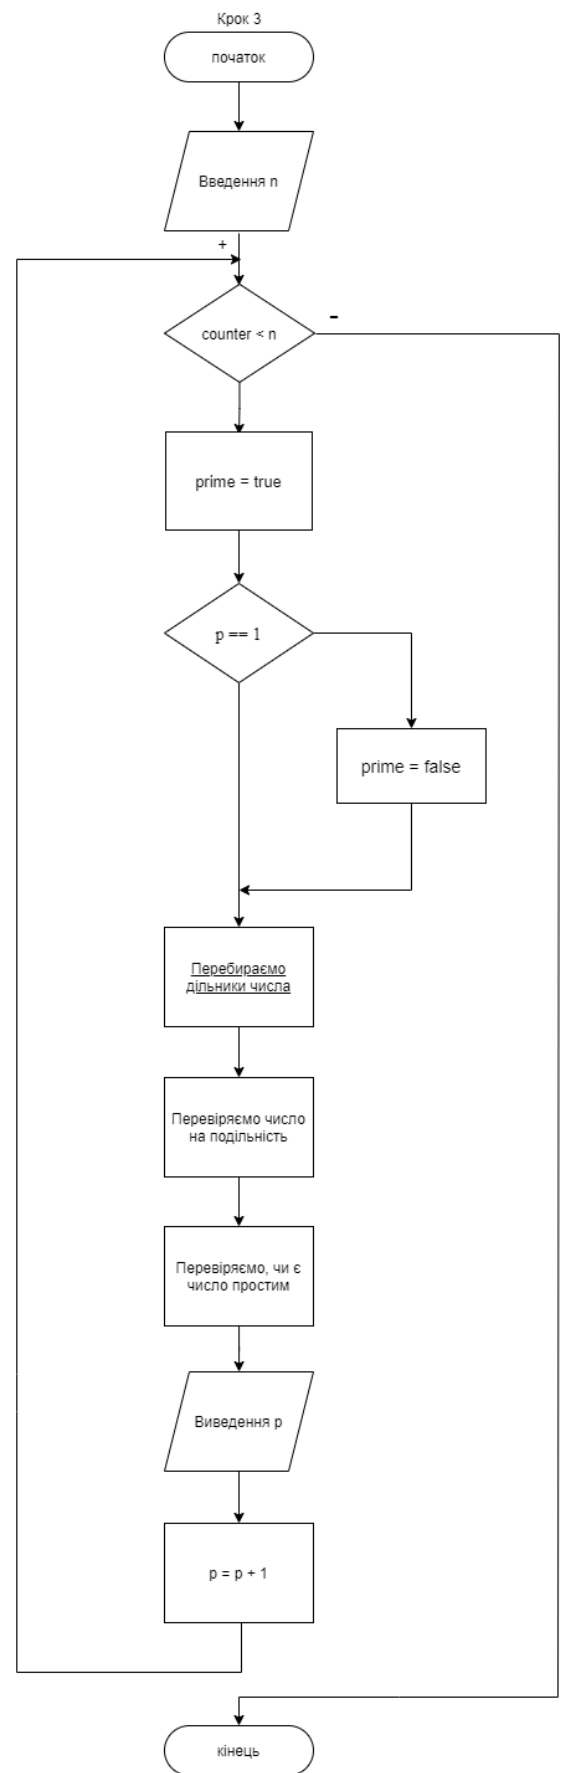 Крок 3
початок
Введення n
+
counter < n
-
prime = true
p == 1
prime = false
Перебираємо
дільники числа
Перевіряємо число
на подільність
Перевіряємо, чи є
число простим
Виведення p
p = p + 1
кінець